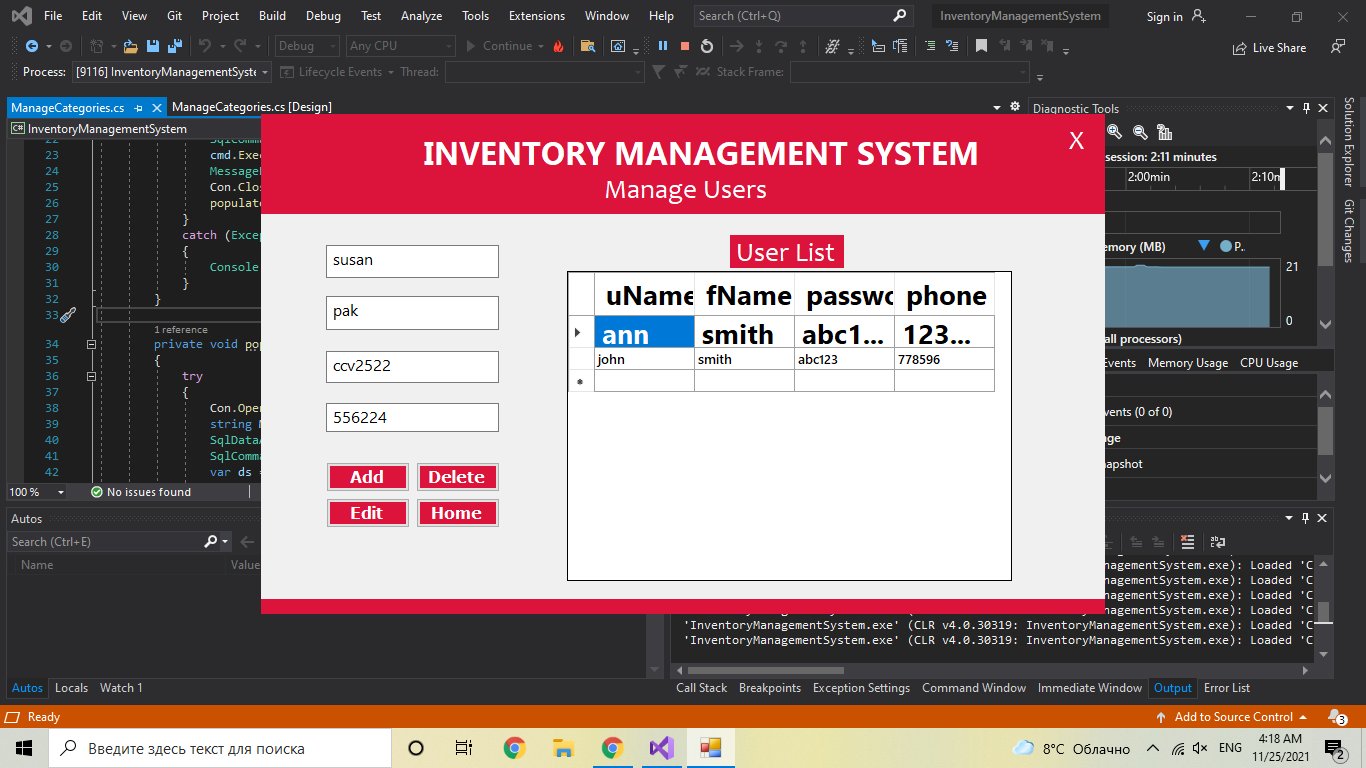 File Edit View Git Project Build Debug Test Analyze Tools Extensions Window Help Search (Ctrl+Q) InventoryManagementSystem Sign in
Debug Any CPU Continue Live Share
Process: [9116] InventoryManagementSyste Lifecycle Events Thread: Stack Frame:
ManageCategories.cs ManageCategories.cs [Design] Diagnostic Tools
C# InventoryManagementSystem
session: 2:11 minutes
2:00min 2:10m
emory (MB) P..
21
0
all processors)
Events Memory Usage CPU Usage
vents (0 of 0)
ge
apshot
Solution Explorer
Git Changes
22 SqlComm
23 cmd.Exec
24 Message
25 Con.Clos
26 populate
27 }
28 catch (Excep
29 {
30 Console
31 }
32 }
33
1 reference
34 private void pop
35 {
36 try
37 {
38 Con.Open
39 string M
40 SqlDataA
41 SqlComma
42 var ds =
100 % No issues found
INVENTORY MANAGEMENT SYSTEM
X
Manage Users
susan
pak
ccv2522
556224
Add Delete
Edit Home
User List
uName fName passwo phone
ann smith abc1... 123...
john smith abc123 778596
*
Autos
Search (Ctrl+E)
Name Value
nagementSystem.exe): Loaded 'C
nagementSystem.exe): Loaded 'C
nagementSystem.exe): Loaded 'C
nagementSystem.exe): Loaded 'C
'InventoryManagementSystem.exe' (CLR v4.0.30319: InventoryManagementSystem.exe): Loaded 'C
'InventoryManagementSystem.exe' (CLR v4.0.30319: InventoryManagementSystem.exe): Loaded 'C
Autos Locals Watch 1 Call Stack Breakpoints Exception Settings Command Window Immediate Window Output Error List
Ready Add to Source Control 3
Введите здесь текст для поиска 8°C Облачно ENG 4:18 AM
11/25/2021 2